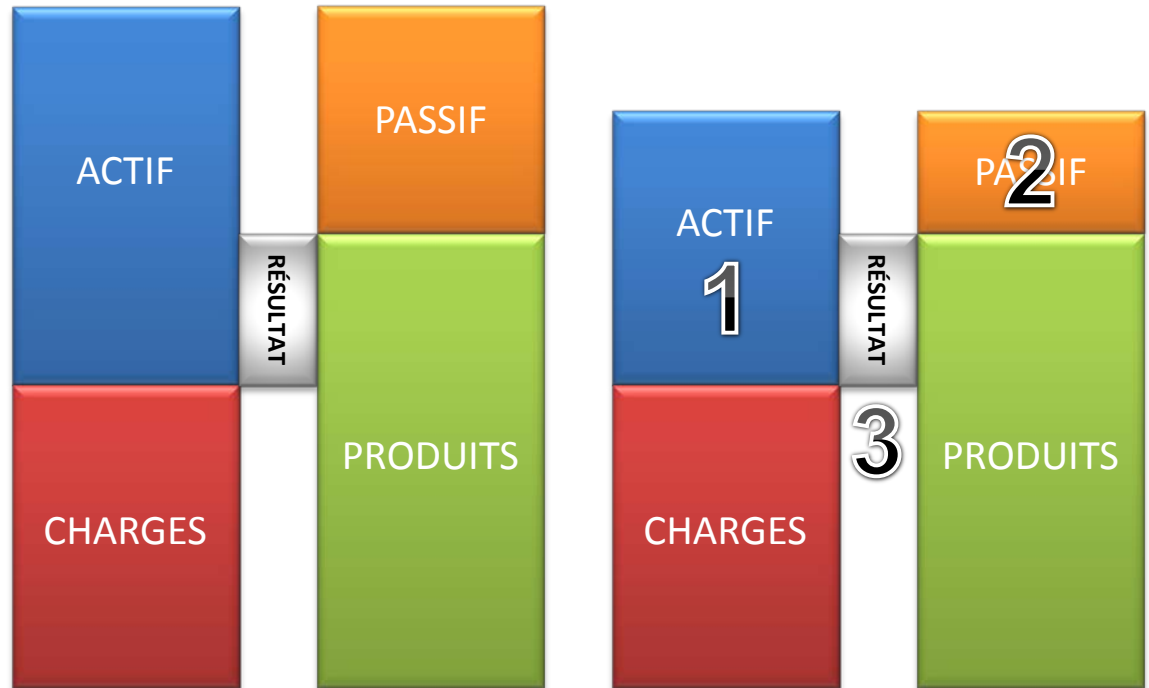 ACTIF
PASSIF
RÉSULTAT
CHARGES
PRODUITS
ACTIF
1
PASSIF
2
RÉSULTAT
3
CHARGES
PRODUITS